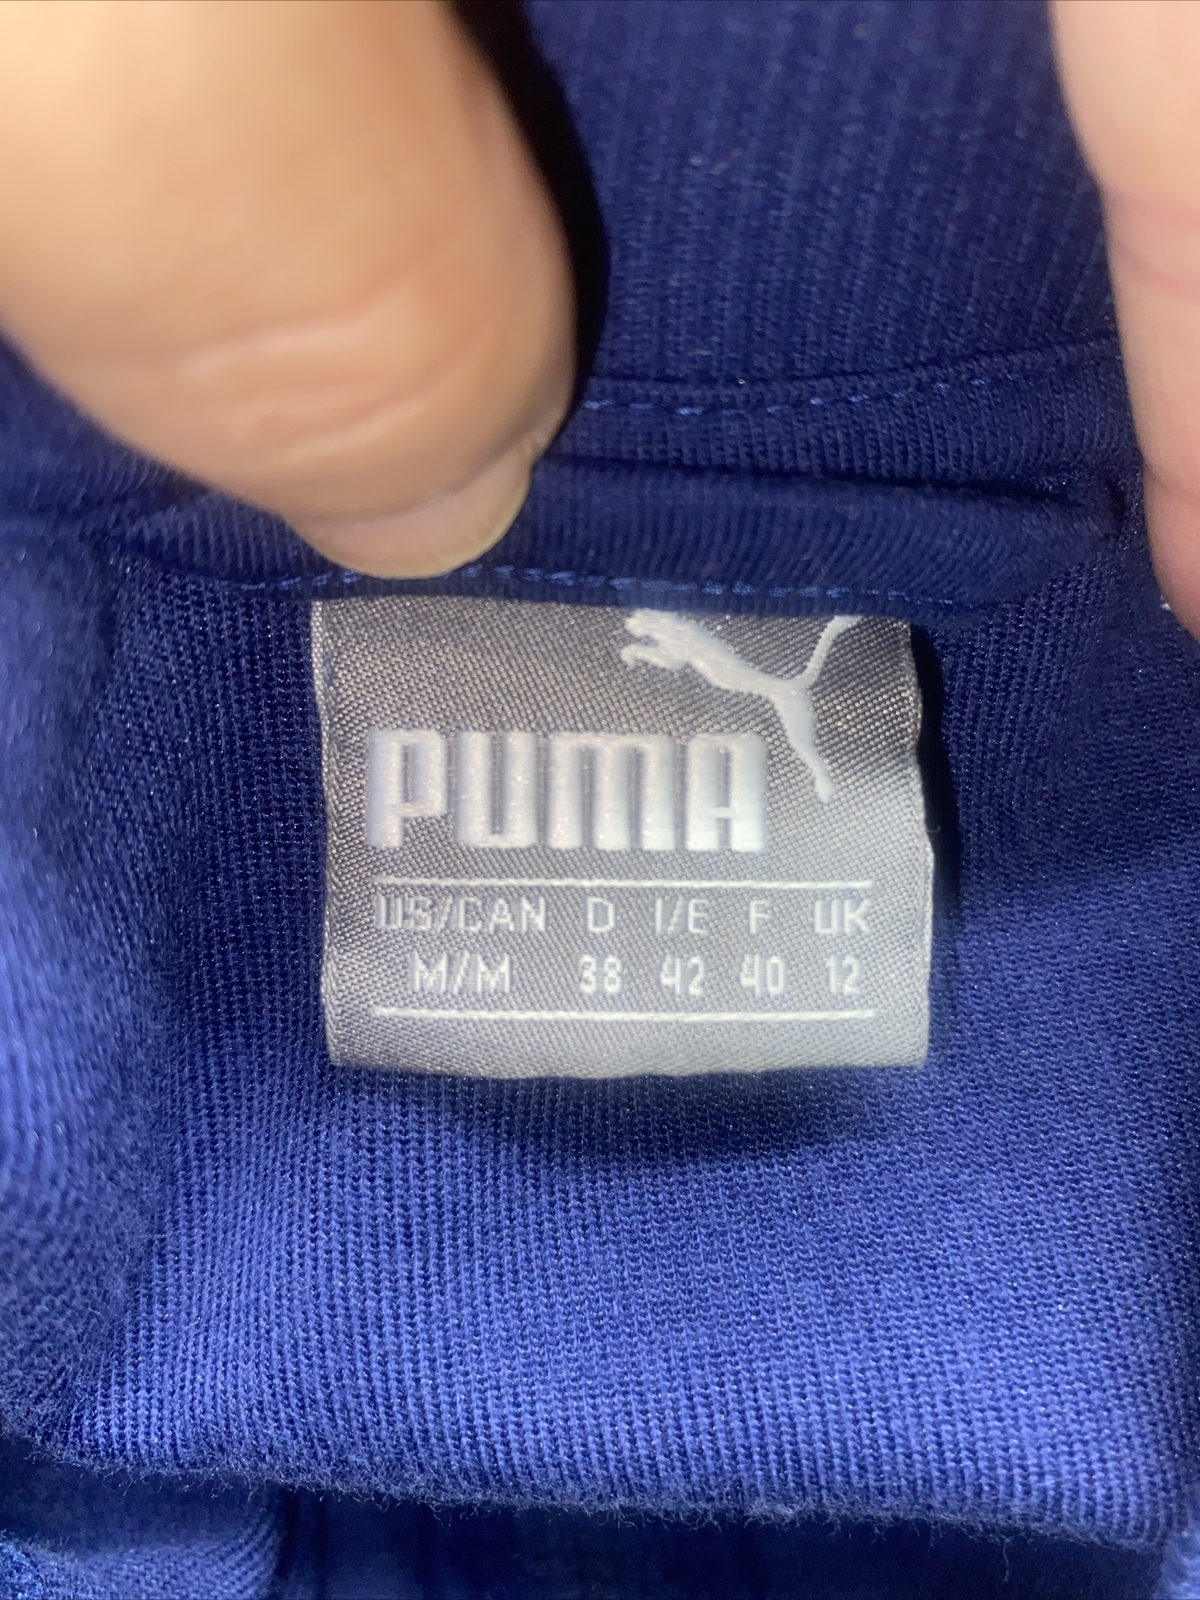 PUMA
US/CAN D I/E F UK
M/M 38 42 40 12